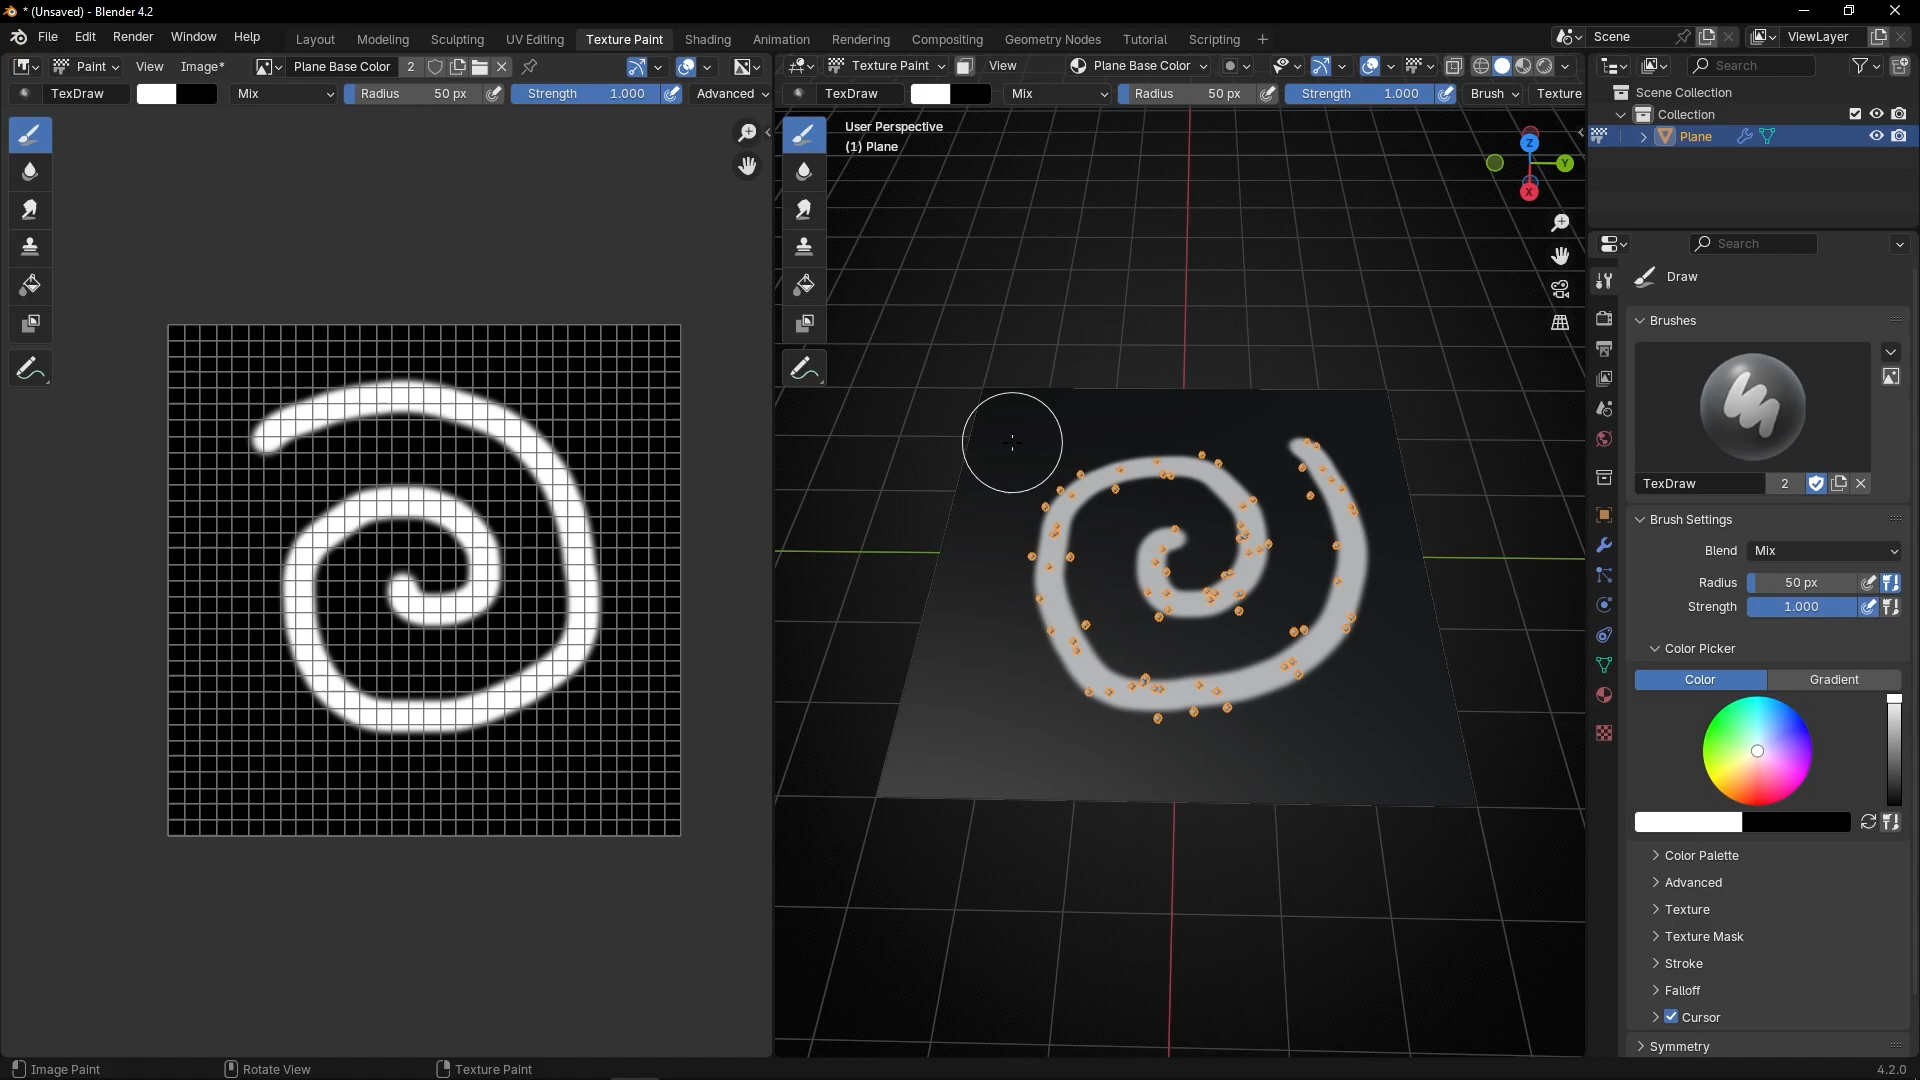 * (Unsaved) - Blender 4.2
File Edit Render Window Help
Layout Modeling Sculpting UV Editing Texture Paint Shading Animation Rendering Compositing Geometry Nodes Tutorial Scripting +
Scene
ViewLayer
Paint View Image* Plane Base Color 2
Texture Paint View Plane Base Color
Search
TexDraw Mix Radius 50 px Strength 1.000 Advanced
TexDraw Mix Radius 50 px Strength 1.000 Brush Texture
Scene Collection
Collection
Plane
User Perspective
(1) Plane
Z
Y
X
Search
Draw
Brushes
TexDraw 2
Brush Settings
Blend Mix
Radius 50 px
Strength 1.000
Color Picker
Color Gradient
Color Palette
Advanced
Texture
Texture Mask
Stroke
Falloff
Cursor
Symmetry
Image Paint Rotate View Texture Paint 4.2.0